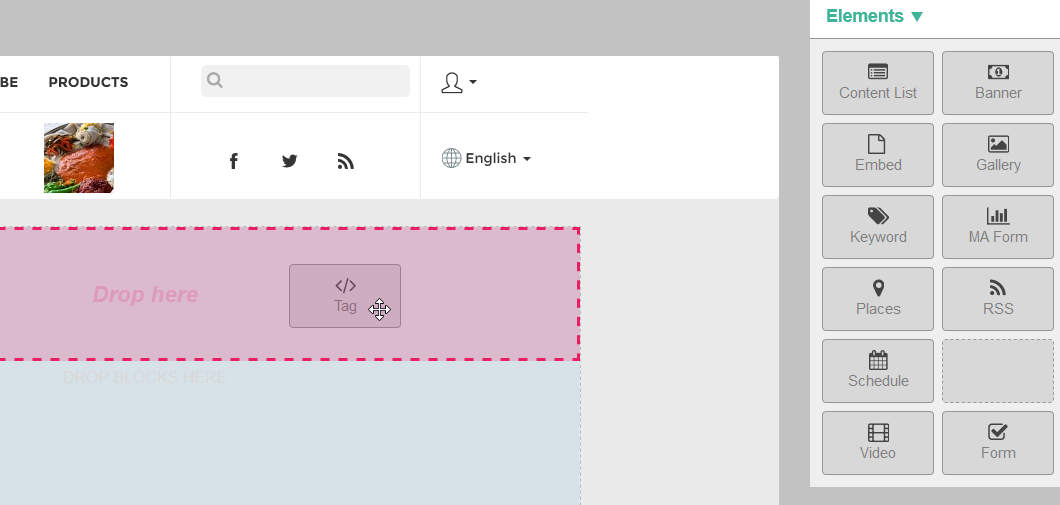 Elements
BE PRODUCTS
English
Drop here
Tag
DROP BLOCKS HERE
Content List
Banner
Embed
Gallery
Keyword
MA Form
Places
RSS
Schedule
Video
Form